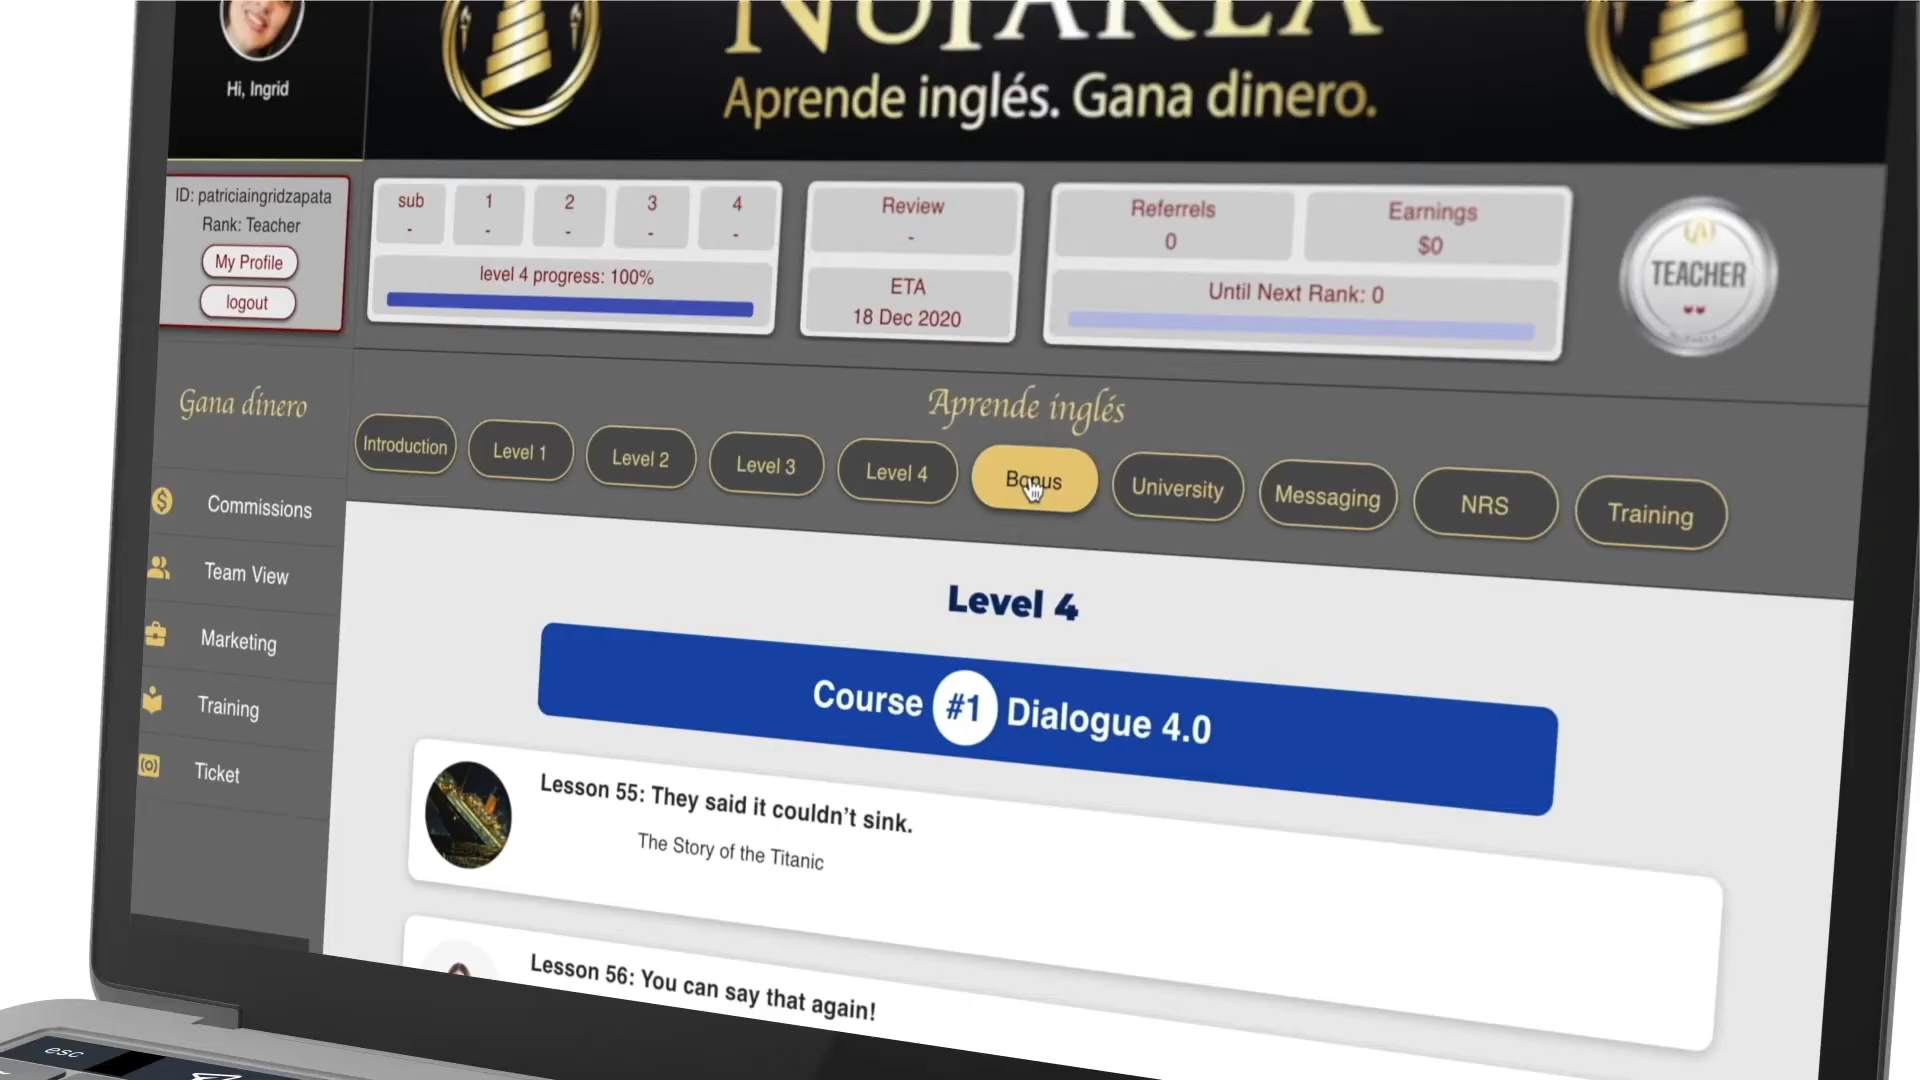 NUPAREA
Aprende inglés. Gana dinero.
Hi, Ingrid
ID: patriciaingridzapata
Rank: Teacher
My Profile
logout
sub 1 2 3 4
- - - - -
level 4 progress: 100%
Review
-
ETA
18 Dec 2020
Referrels
0
Earnings
$0
Until Next Rank: 0
TEACHER
Gana dinero
Aprende inglés
Introduction
Level 1
Level 2
Level 3
Level 4
Bonus
University
Messaging
NRS
Training
Commissions
Team View
Marketing
Training
Ticket
Level 4
Course #1 Dialogue 4.0
Lesson 55: They said it couldn’t sink.
The Story of the Titanic
Lesson 56: You can say that again!
esc